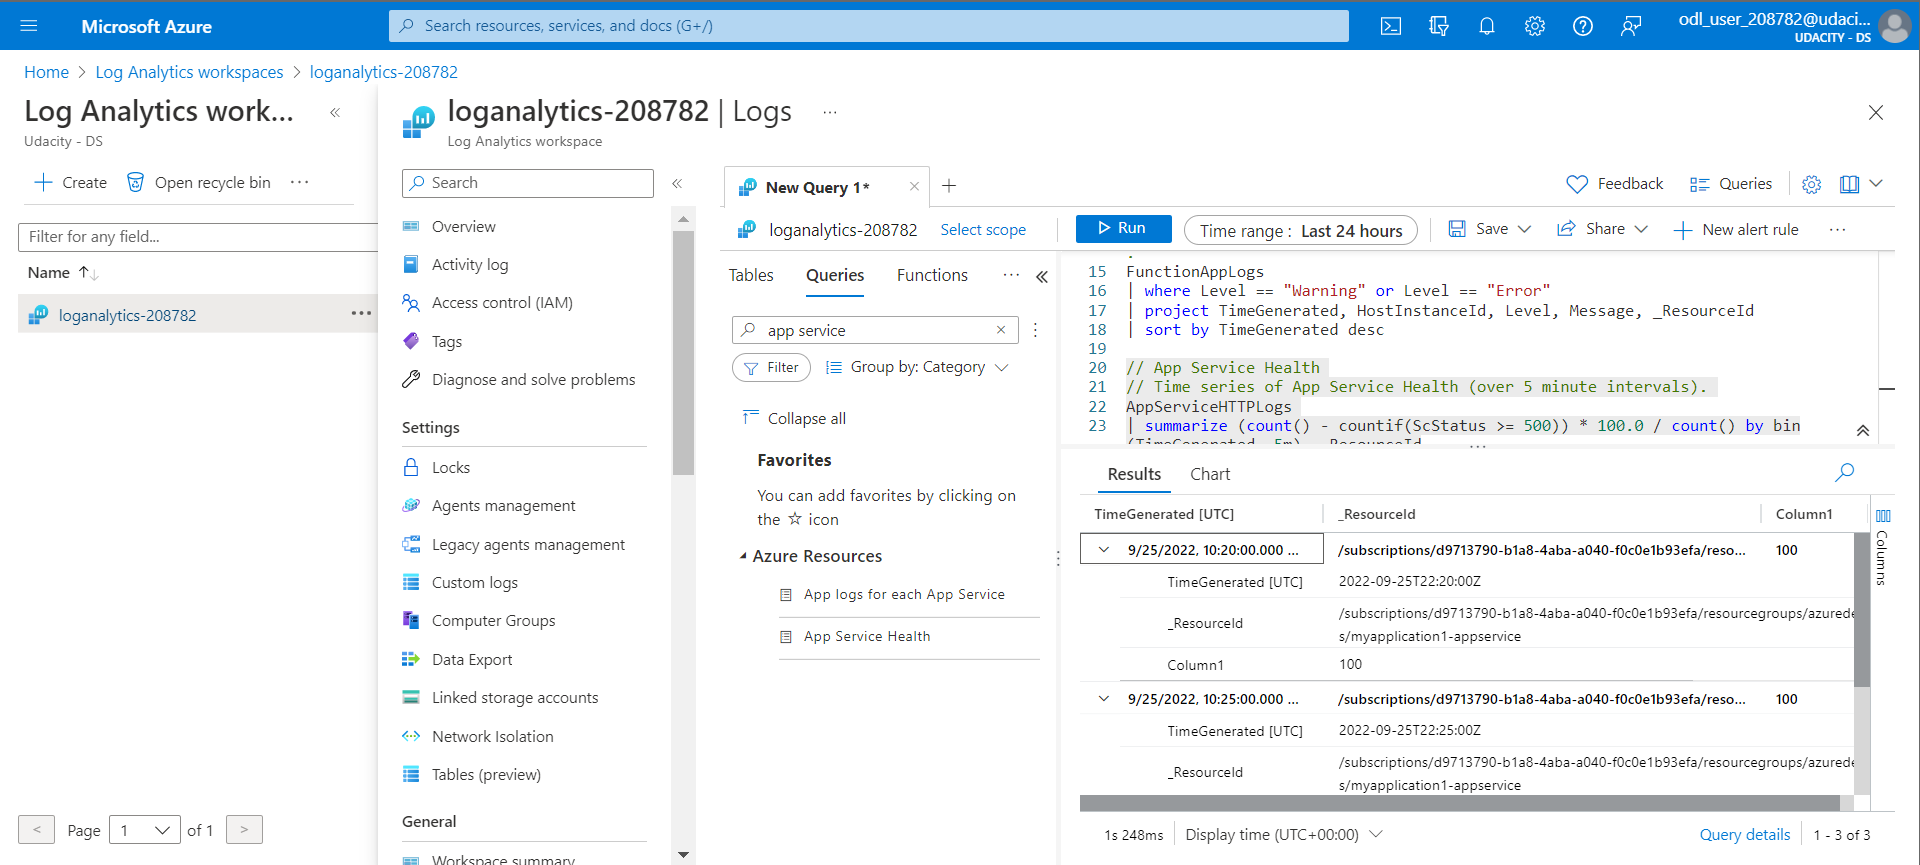 Microsoft Azure
Search resources, services, and docs (G+/)
odl_user_208782@udaci...
UDACITY - DS
Home > Log Analytics workspaces > loganalytics-208782
Log Analytics work...
Udacity - DS
Create
Open recycle bin
Filter for any field...
Name
loganalytics-208782
< Page 1 of 1 >
loganalytics-208782 | Logs
Log Analytics workspace
Search
Overview
Activity log
Access control (IAM)
Tags
Diagnose and solve problems
Settings
Locks
Agents management
Legacy agents management
Custom logs
Computer Groups
Data Export
Linked storage accounts
Network Isolation
Tables (preview)
General
Workspace summary
New Query 1*
Feedback
Queries
loganalytics-208782
Select scope
Run
Time range : Last 24 hours
Save
Share
New alert rule
Tables
Queries
Functions
app service
Filter
Group by: Category
Collapse all
Favorites
You can add favorites by clicking on
the ☆ icon
Azure Resources
App logs for each App Service
App Service Health
15 FunctionAppLogs
16 | where Level == "Warning" or Level == "Error"
17 | project TimeGenerated, HostInstanceId, Level, Message, _ResourceId
18 | sort by TimeGenerated desc
19
20 // App Service Health
21 // Time series of App Service Health (over 5 minute intervals).
22 AppServiceHTTPLogs
23 | summarize (count() - countif(ScStatus >= 500)) * 100.0 / count() by bin
(TimeGenerated, 5m), _ResourceId
Results
Chart
TimeGenerated [UTC] _ResourceId Column1
9/25/2022, 10:20:00.000 ... /subscriptions/d9713790-b1a8-4aba-a040-f0c0e1b93efa/reso... 100
TimeGenerated [UTC] 2022-09-25T22:20:00Z
_ResourceId /subscriptions/d9713790-b1a8-4aba-a040-f0c0e1b93efa/resourcegroups/azurede
s/myapplication1-appservice
Column1 100
9/25/2022, 10:25:00.000 ... /subscriptions/d9713790-b1a8-4aba-a040-f0c0e1b93efa/reso... 100
TimeGenerated [UTC] 2022-09-25T22:25:00Z
_ResourceId /subscriptions/d9713790-b1a8-4aba-a040-f0c0e1b93efa/resourcegroups/azurede
s/myapplication1-appservice
Columns
1s 248ms
Display time (UTC+00:00)
Query details
1 - 3 of 3